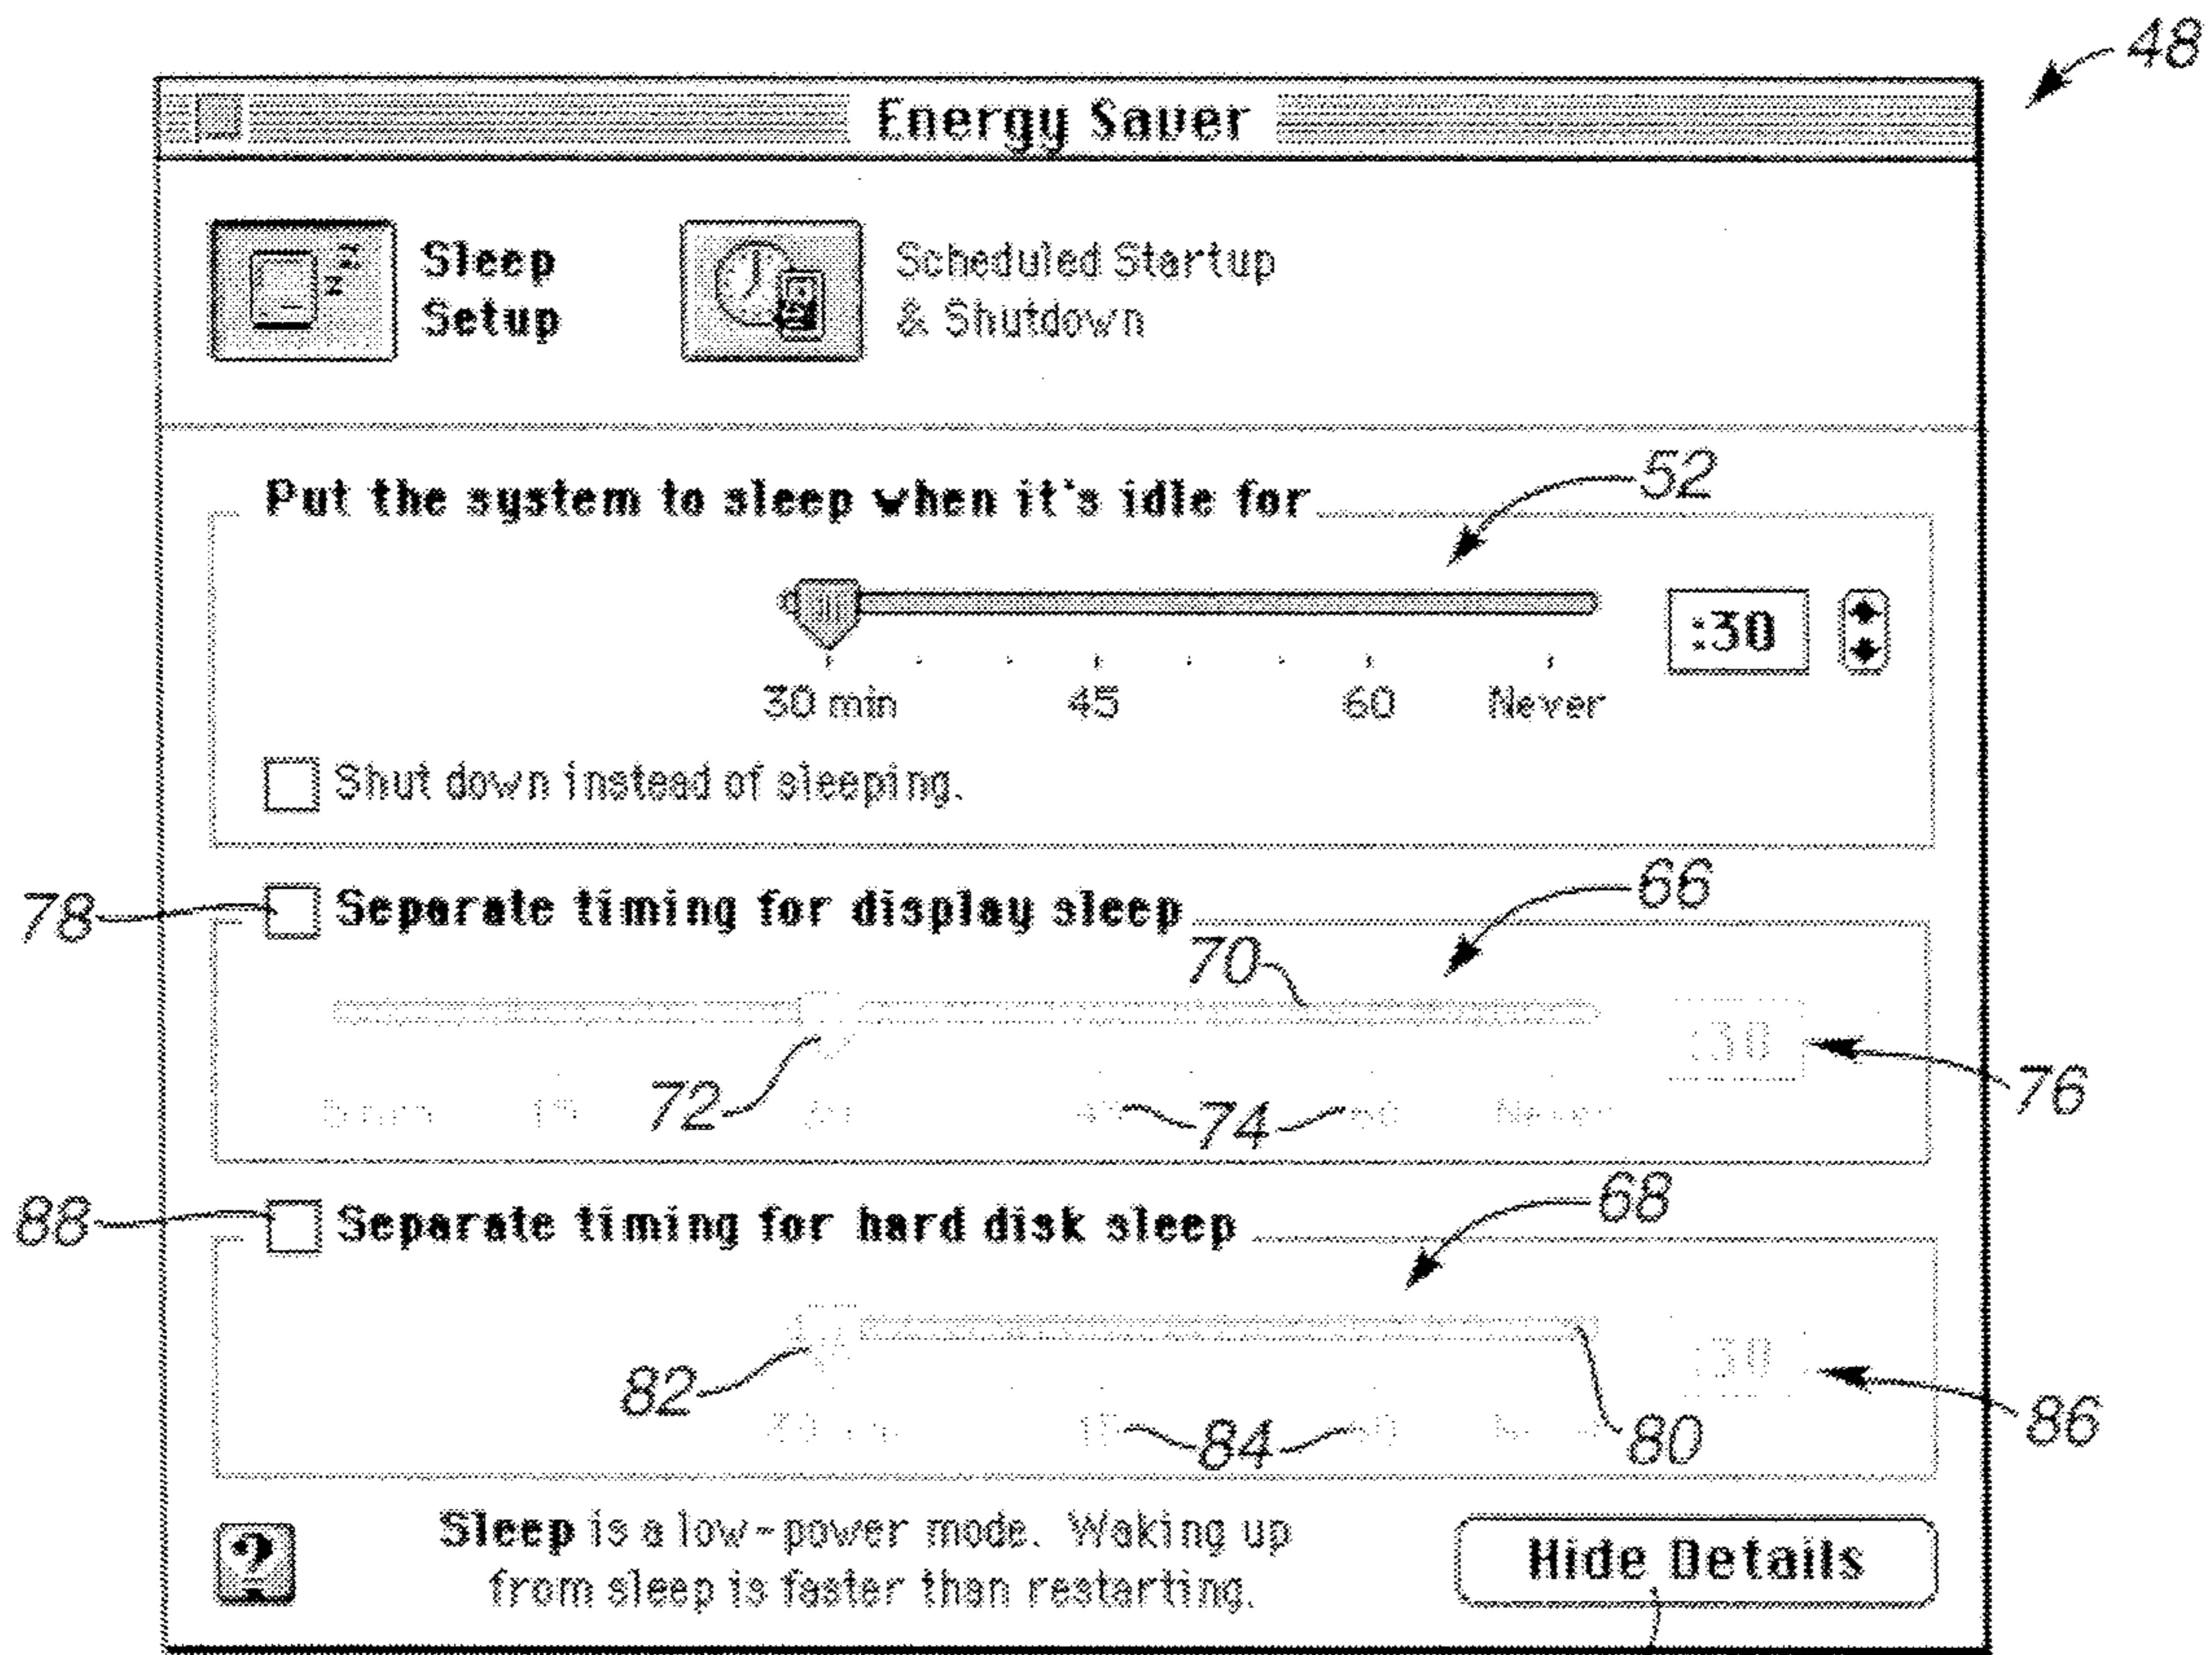 48
Energy Saver
Sleep
Setup
Scheduled Startup
& Shutdown
Put the system to sleep when it's idle for
52
:30
30 min 45 60 Never
Shut down instead of sleeping.
78
Separate timing for display sleep
66
70
:30
76
72
74
Never
88
Separate timing for hard disk sleep
68
:30
82
84
80
86
?
Sleep is a low-power mode. Waking up
from sleep is faster than restarting.
Hide Details